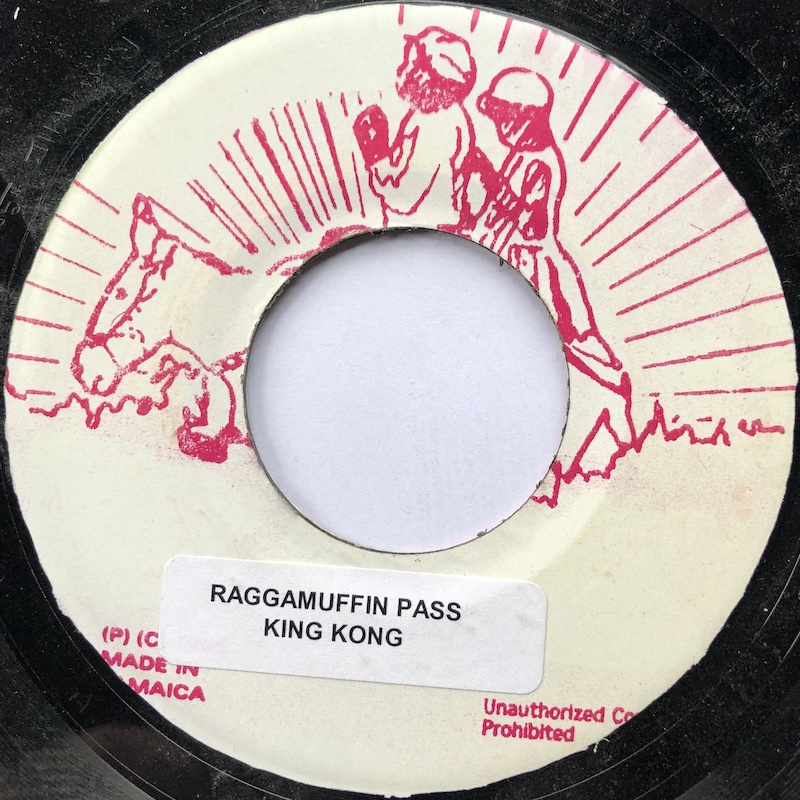 RAGGAMUFFIN PASS
KING KONG
(P) (C
MADE IN
MAICA
Unauthorized Co
Prohibited